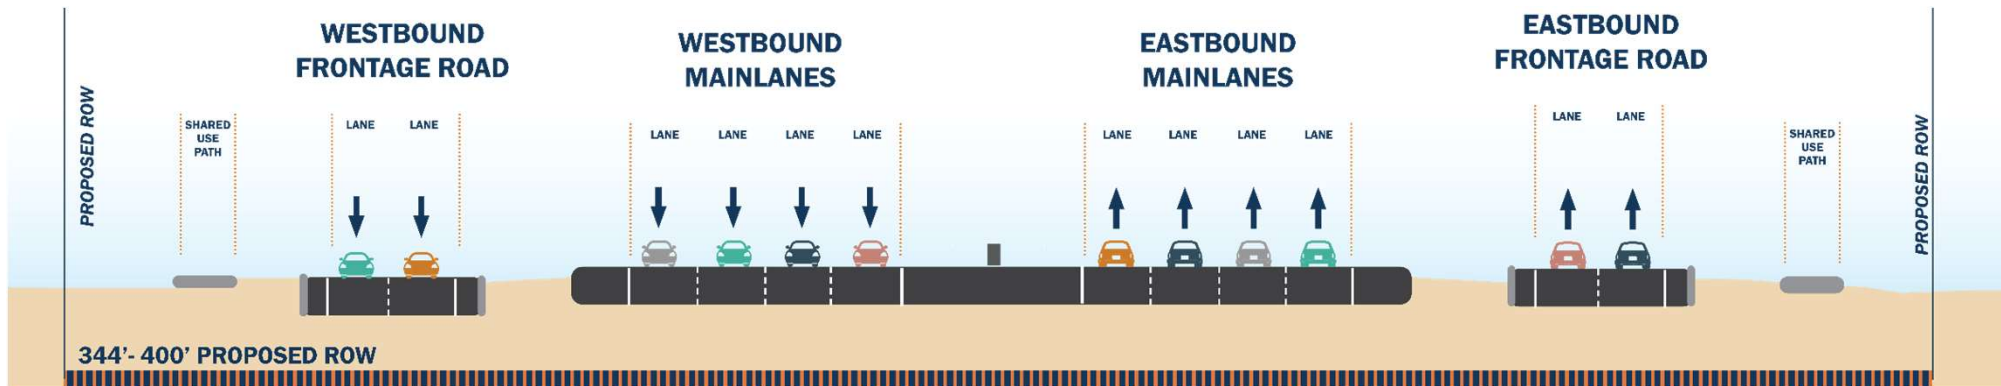 WESTBOUND
FRONTAGE ROAD
WESTBOUND
MAINLANES
EASTBOUND
MAINLANES
EASTBOUND
FRONTAGE ROAD
PROPOSED ROW
SHARED
USE
PATH
LANE
LANE
LANE
LANE
LANE
LANE
LANE
LANE
LANE
LANE
LANE
LANE
SHARED
USE
PATH
PROPOSED ROW
344'- 400' PROPOSED ROW